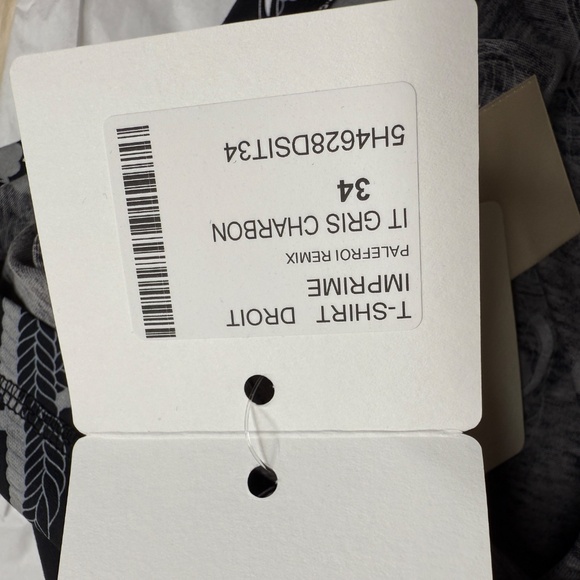 T-SHIRT DROIT
IMPRIME
PALEFROI REMIX
IT GRIS CHARBON
34
5H4628DSIT34